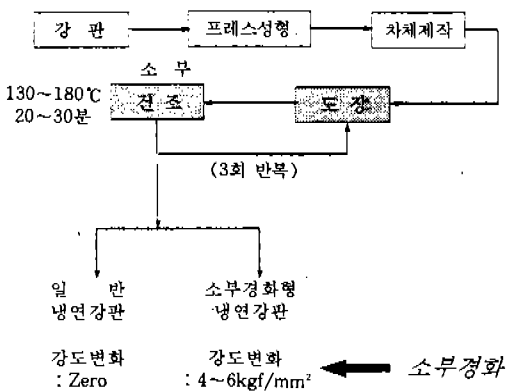 강 판
프레스성형
차체제작
소 부
130~180℃
20~30분
건 조
도 장
(3회 반복)
일 반
냉연강판
소부경화형
냉연강판
강도변화
: Zero
강도변화
: 4~6kgf/mm²
소부경화